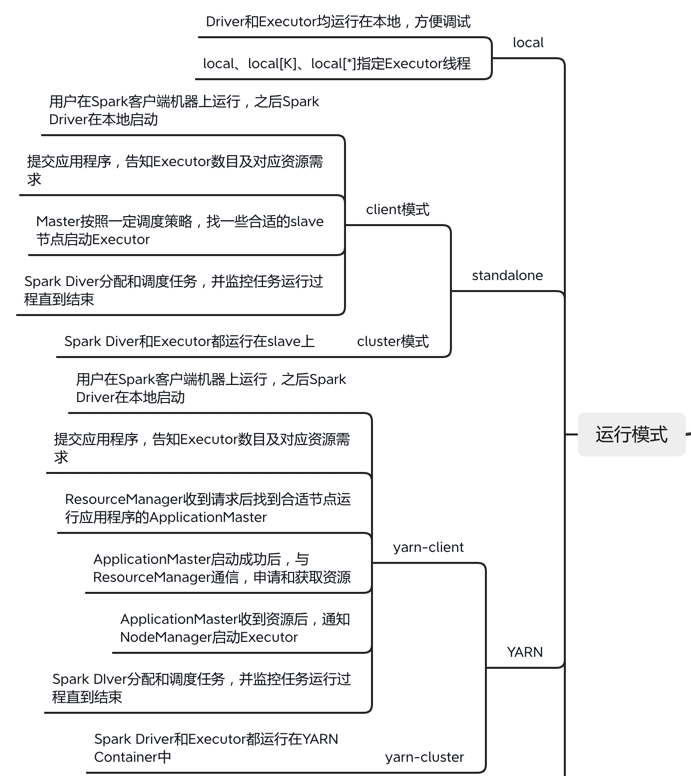 Driver和Executor均运行在本地，方便调试
local
local、local[K]、local[*]指定Executor线程
用户在Spark客户端机器上运行，之后Spark
Driver在本地启动
提交应用程序，告知Executor数目及对应资源需
求
client模式
Master按照一定调度策略，找一些合适的slave
节点启动Executor
standalone
Spark Diver分配和调度任务，并监控任务运行过
程直到结束
Spark Diver和Executor都运行在slave上
cluster模式
用户在Spark客户端机器上运行，之后Spark
Driver在本地启动
运行模式
提交应用程序，告知Executor数目及对应资源需
求
ResourceManager收到请求后找到合适节点运
行应用程序的ApplicationMaster
yarn-client
ApplicationMaster启动成功后，与
ResourceManager通信，申请和获取资源
ApplicationMaster收到资源后，通知
NodeManager启动Executor
YARN
Spark DIver分配和调度任务，并监控任务运行过
程直到结束
Spark Driver和Executor都运行在YARN
Container中
yarn-cluster